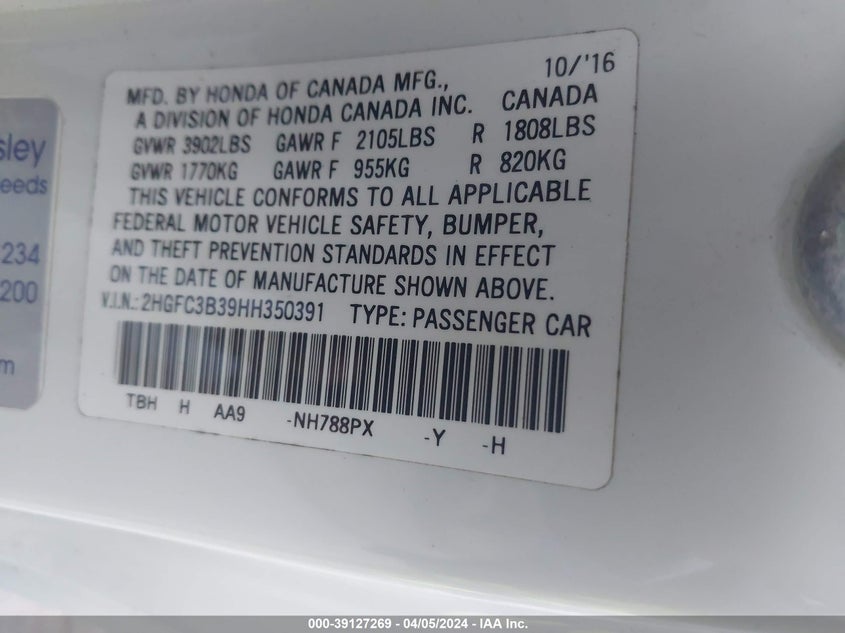 10/'16
MFD. BY HONDA OF CANADA MFG.,
A DIVISION OF HONDA CANADA INC. CANADA
GVWR 3902LBS GAWR F 2105LBS R 1808LBS
GVWR 1770KG GAWR F 955KG R 820KG
THIS VEHICLE CONFORMS TO ALL APPLICABLE
FEDERAL MOTOR VEHICLE SAFETY, BUMPER,
AND THEFT PREVENTION STANDARDS IN EFFECT
ON THE DATE OF MANUFACTURE SHOWN ABOVE.
V.I.N.: 2HGFC3B39HH350391 TYPE: PASSENGER CAR
TBH H AA9 -NH788PX -Y -H
sley
eeds
234
200
m
000-39127269 - 04/05/2024 - IAA Inc.